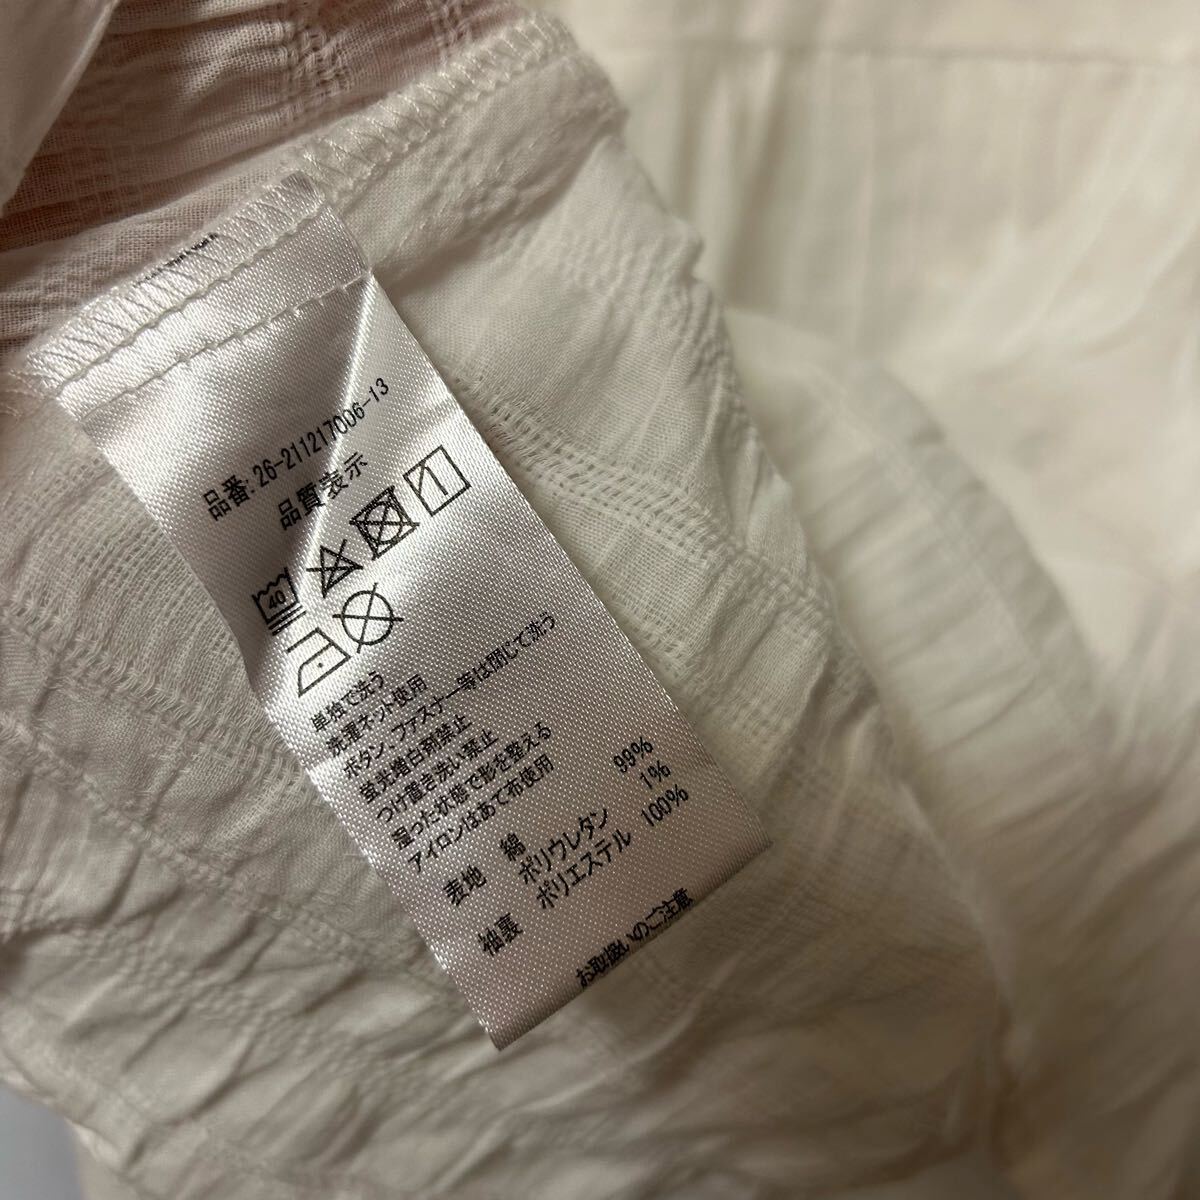 品番: 26-211217006-13
品質表示
40
単独で洗う
洗濯ネット使用
ボタン、ファスナー等は閉じて洗う
蛍光増白剤禁止
つけ置き洗い禁止
湿った状態で形を整える
アイロンはあて布使用
表地 綿 99%
ポリウレタン 1%
袖裏 ポリエステル 100%
お取扱いのご注意